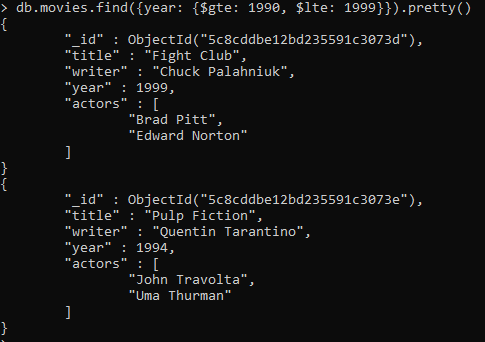 > db.movies.find({year: {$gte: 1990, $lte: 1999}}).pretty()
{
        "_id" : ObjectId("5c8cddbe12bd235591c3073d"),
        "title" : "Fight Club",
        "writer" : "Chuck Palahniuk",
        "year" : 1999,
        "actors" : [
                "Brad Pitt",
                "Edward Norton"
        ]
}
{
        "_id" : ObjectId("5c8cddbe12bd235591c3073e"),
        "title" : "Pulp Fiction",
        "writer" : "Quentin Tarantino",
        "year" : 1994,
        "actors" : [
                "John Travolta",
                "Uma Thurman"
        ]
}